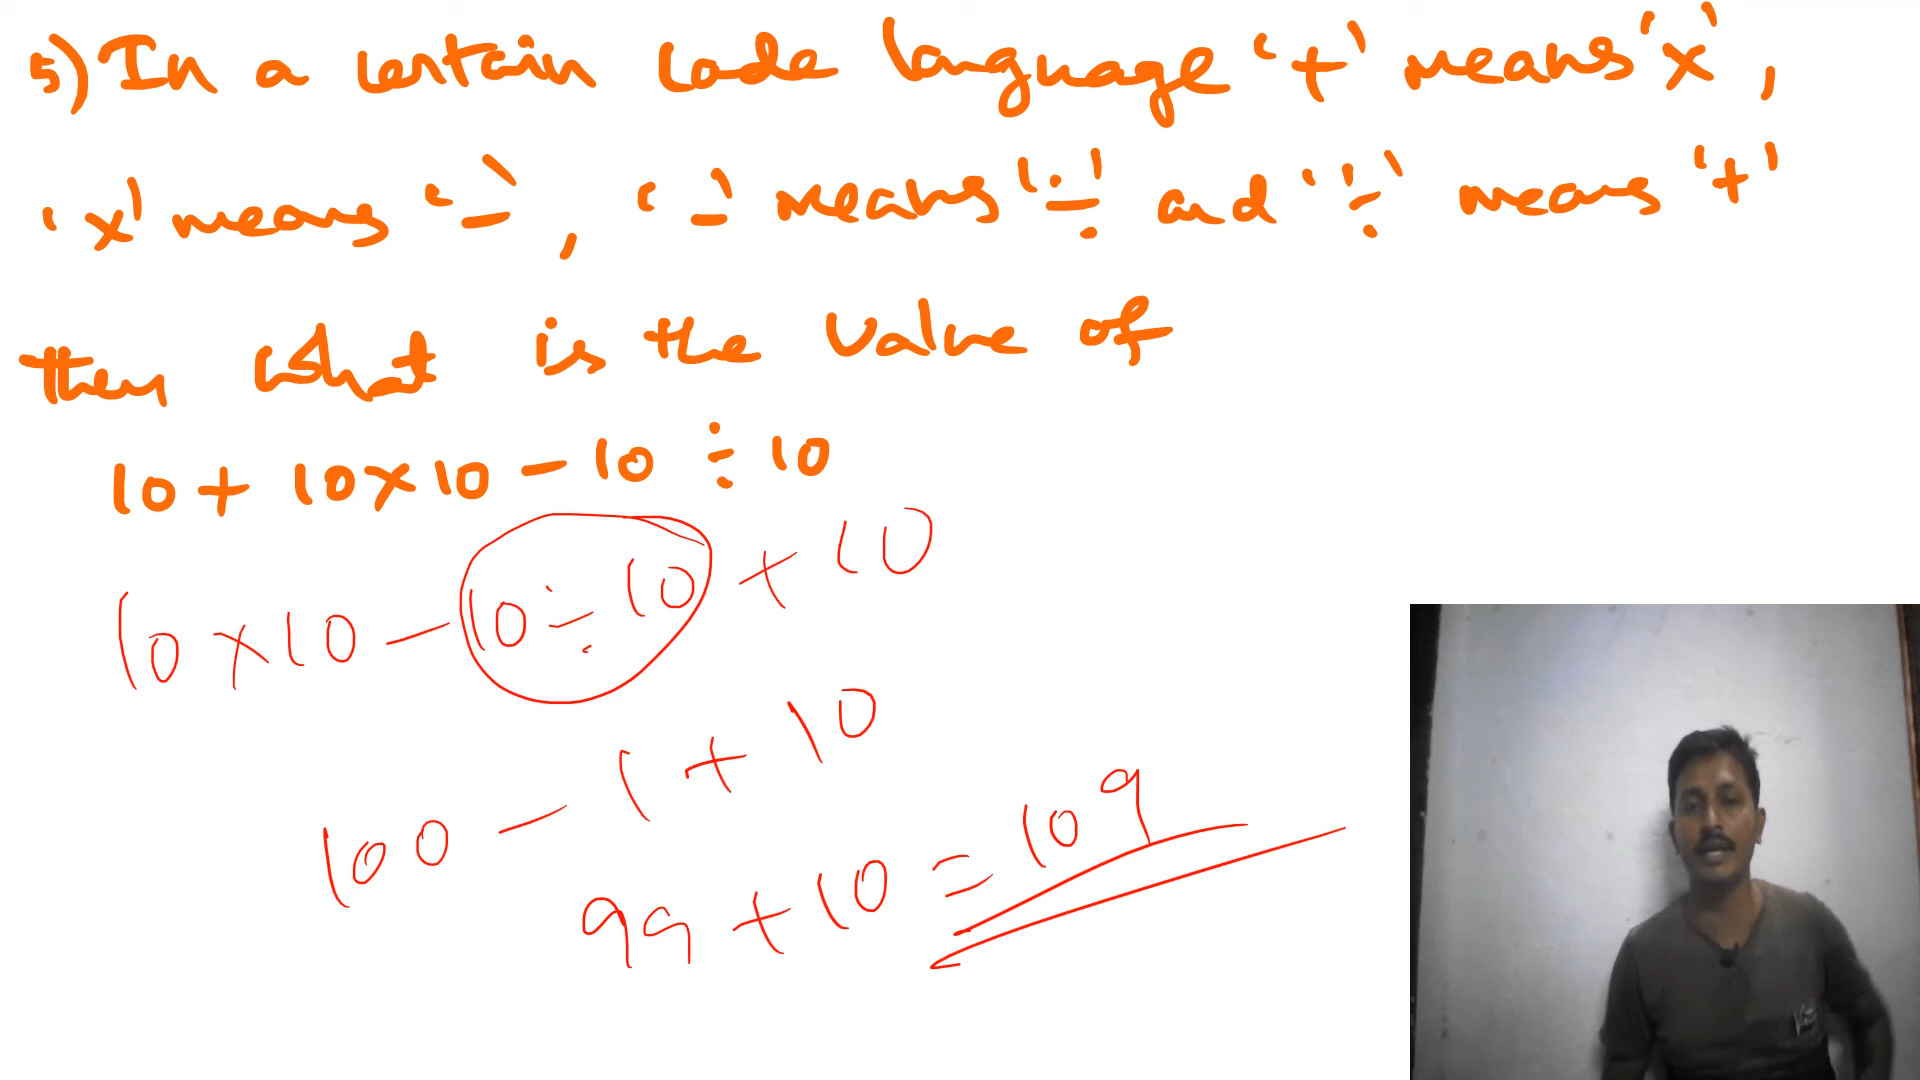 5) In a certain code language '+' means 'x',
'x' means '-', '-' means '÷' and '÷' means '+'
then what is the value of
10 + 10 x 10 - 10 ÷ 10
10 x 10 - 10 ÷ 10 + 10
100 - 1 + 10
99 + 10 = 109